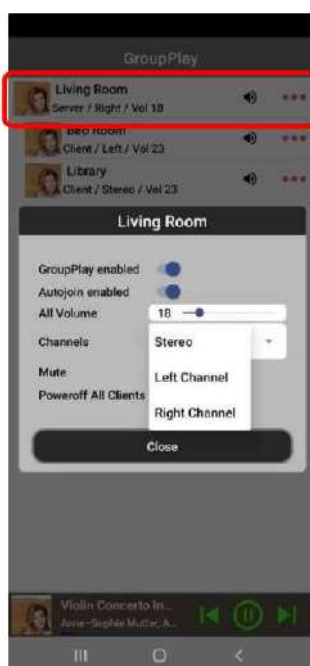 GroupPlay
Living Room
Server / Right / Vol 18
Bed Room
Client / Left / Vol 23
Library
Client / Stereo / Vol 23
Living Room
GroupPlay enabled
Autojoin enabled
All Volume 18
Channels Stereo
Mute Left Channel
Poweroff All Clients
Right Channel
Close
Violin Concerto In...
Anne-Sophie Mutter, A...